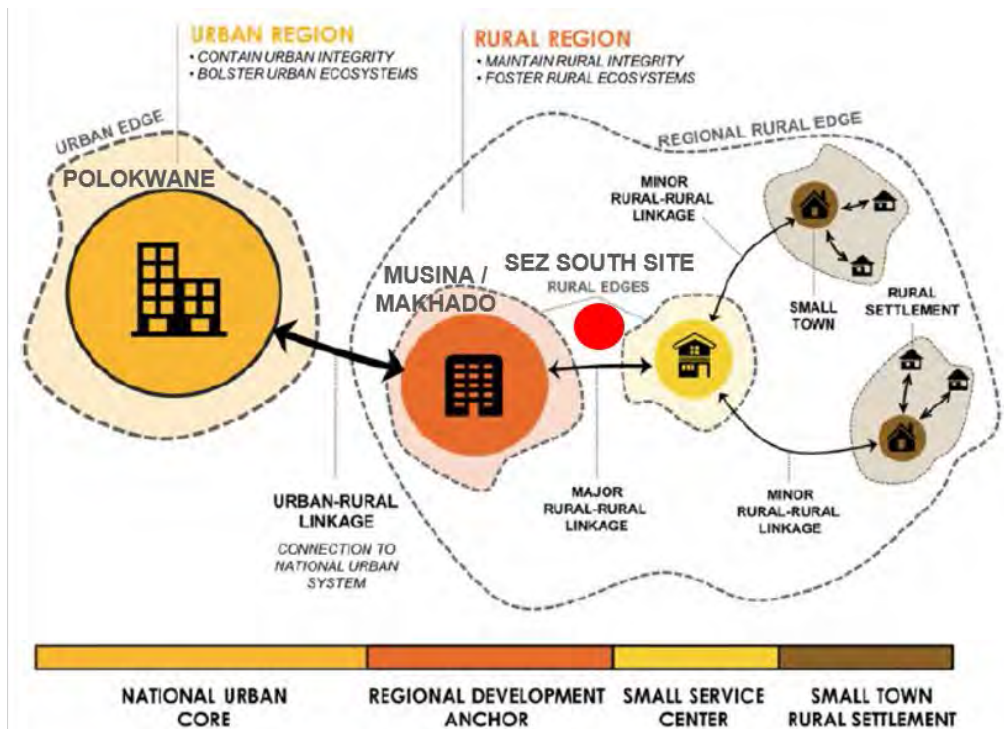 URBAN REGION
• CONTAIN URBAN INTEGRITY
• BOLSTER URBAN ECOSYSTEMS
RURAL REGION
• MAINTAIN RURAL INTEGRITY
• FOSTER RURAL ECOSYSTEMS
URBAN EDGE
POLOKWANE
REGIONAL RURAL EDGE
MINOR
RURAL-RURAL
LINKAGE
MUSINA /
MAKHADO
SEZ SOUTH SITE
RURAL EDGES
SMALL
TOWN
RURAL
SETTLEMENT
URBAN-RURAL
LINKAGE
CONNECTION TO
NATIONAL URBAN
SYSTEM
MAJOR
RURAL-RURAL
LINKAGE
MINOR
RURAL-RURAL
LINKAGE
NATIONAL URBAN
CORE
REGIONAL DEVELOPMENT
ANCHOR
SMALL SERVICE
CENTER
SMALL TOWN
RURAL SETTLEMENT